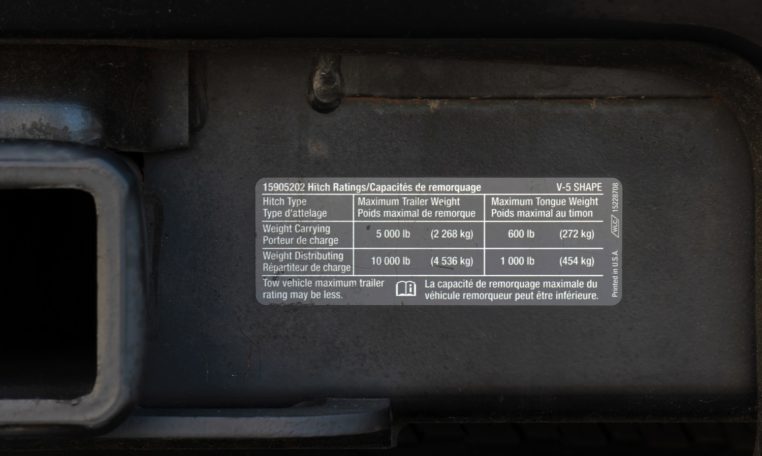 15905202 Hitch Ratings/Capacités de remorquage V-5 SHAPE
Hitch Type Maximum Trailer Weight Maximum Tongue Weight
Type d'attelage Poids maximal de remorque Poids maximal au timon
Weight Carrying
Porteur de charge 5 000 lb (2 268 kg) 600 lb (272 kg)
Weight Distributing
Répartiteur de charge 10 000 lb (4 536 kg) 1 000 lb (454 kg)
Tow vehicle maximum trailer
rating may be less.
La capacité de remorquage maximale du
véhicule remorqueur peut être inférieure.
Printed in U.S.A. 15228708